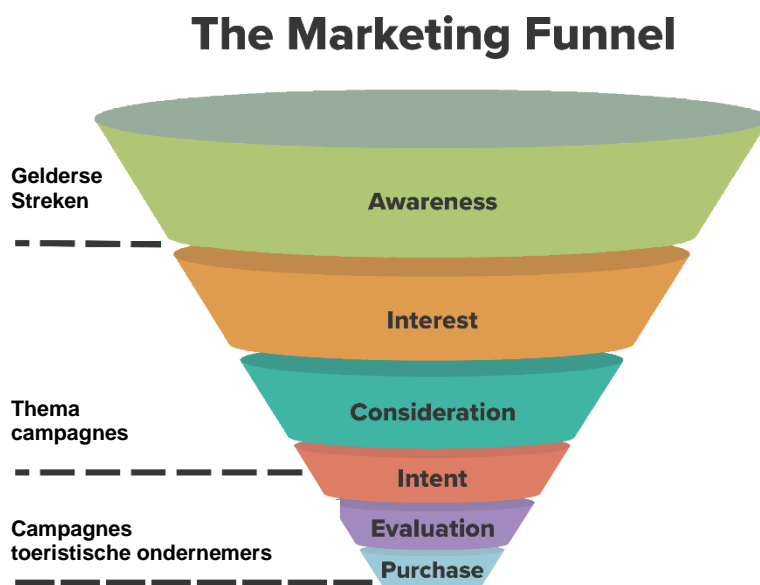 The Marketing Funnel
Gelderse
Streken
Awareness
Interest
Thema
campagnes
Consideration
Intent
Campagnes
toeristische ondernemers
Evaluation
Purchase